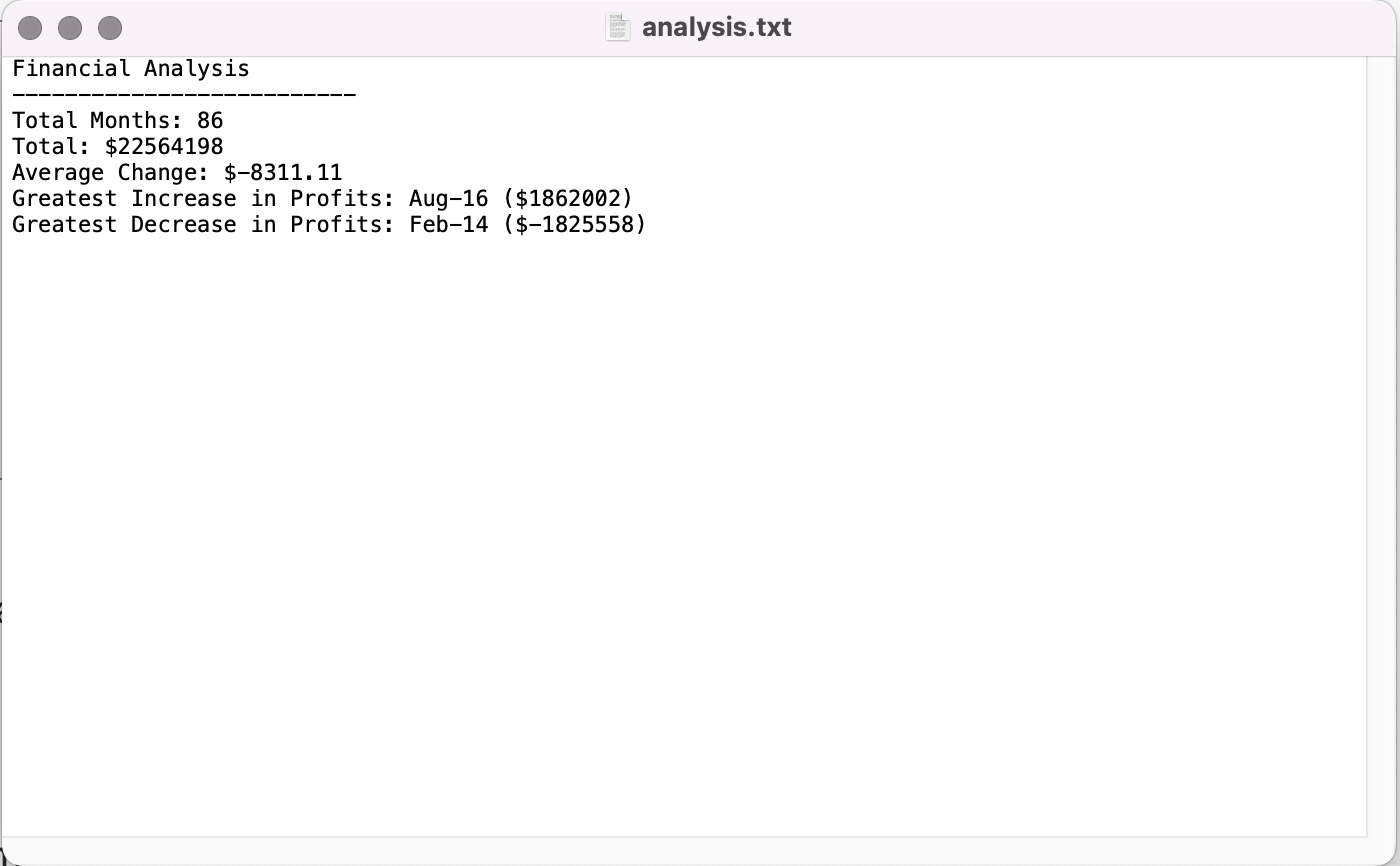 analysis.txt
Financial Analysis
--------------------------
Total Months: 86
Total: $22564198
Average Change: $-8311.11
Greatest Increase in Profits: Aug-16 ($1862002)
Greatest Decrease in Profits: Feb-14 ($-1825558)